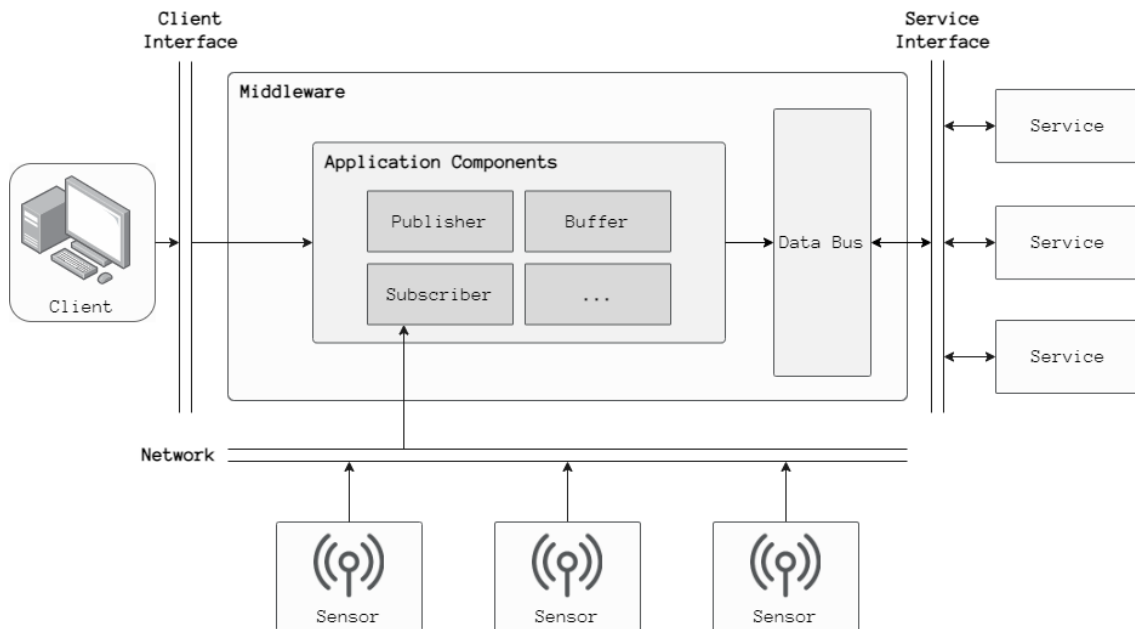 Client
Interface
Service
Interface
Middleware
Service
Application Components
Publisher
Buffer
Service
Data Bus
Subscriber
...
Client
Service
Network
Sensor
Sensor
Sensor